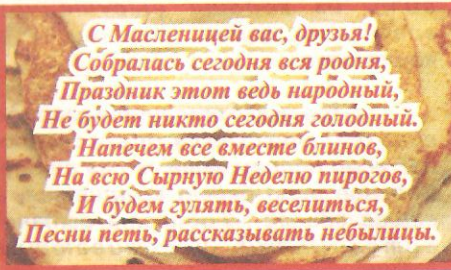 С Масленицей вас, друзья!
Собралась сегодня вся родня,
Праздник этот ведь народный,
Не будет никто сегодня голодный.
Напечем все вместе блинов,
На всю Сырную Неделю пирогов,
И будем гулять, веселиться,
Песни петь, рассказывать небылицы.